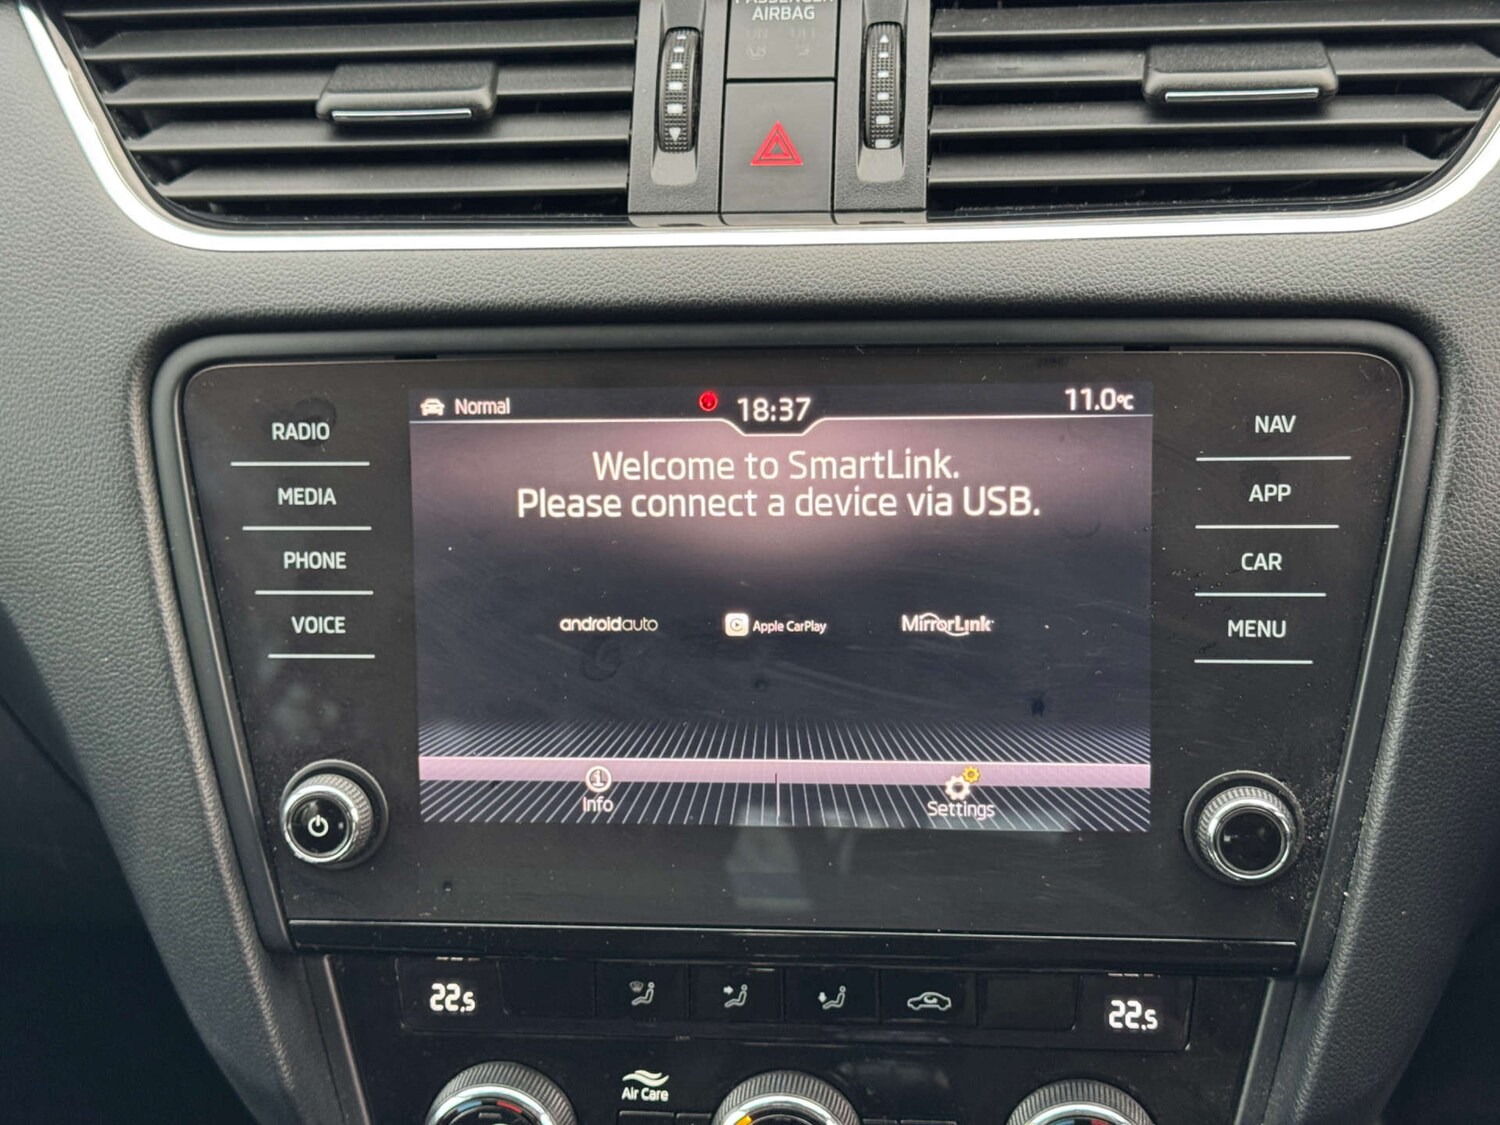 PASSENGER
AIRBAG
Normal
18:37
11.0°C
RADIO
MEDIA
PHONE
VOICE
Welcome to SmartLink.
Please connect a device via USB.
androidauto
Apple CarPlay
MirrorLink
Info
Settings
NAV
APP
CAR
MENU
22.5
22.5
Air Care